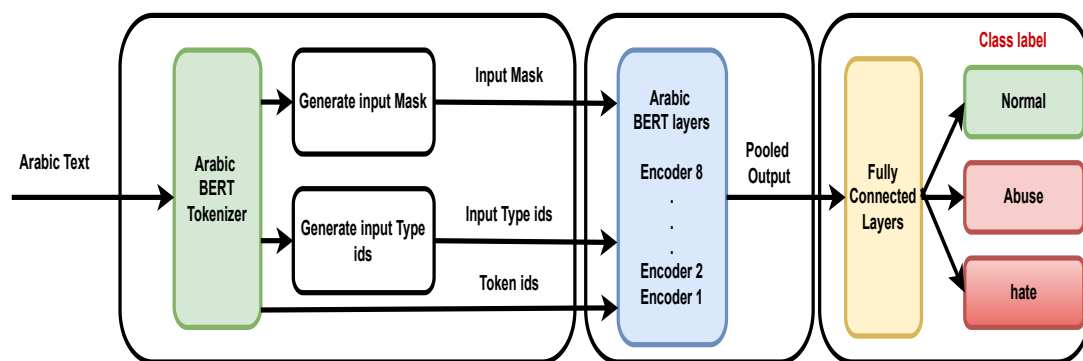 Arabic Text
Arabic
BERT
Tokenizer
Generate input Mask
Generate input Type
ids
Input Mask
Input Type ids
Token ids
Arabic
BERT layers
Encoder 8
.
.
.
Encoder 2
Encoder 1
Pooled
Output
Fully
Connected
Layers
Class label
Normal
Abuse
hate